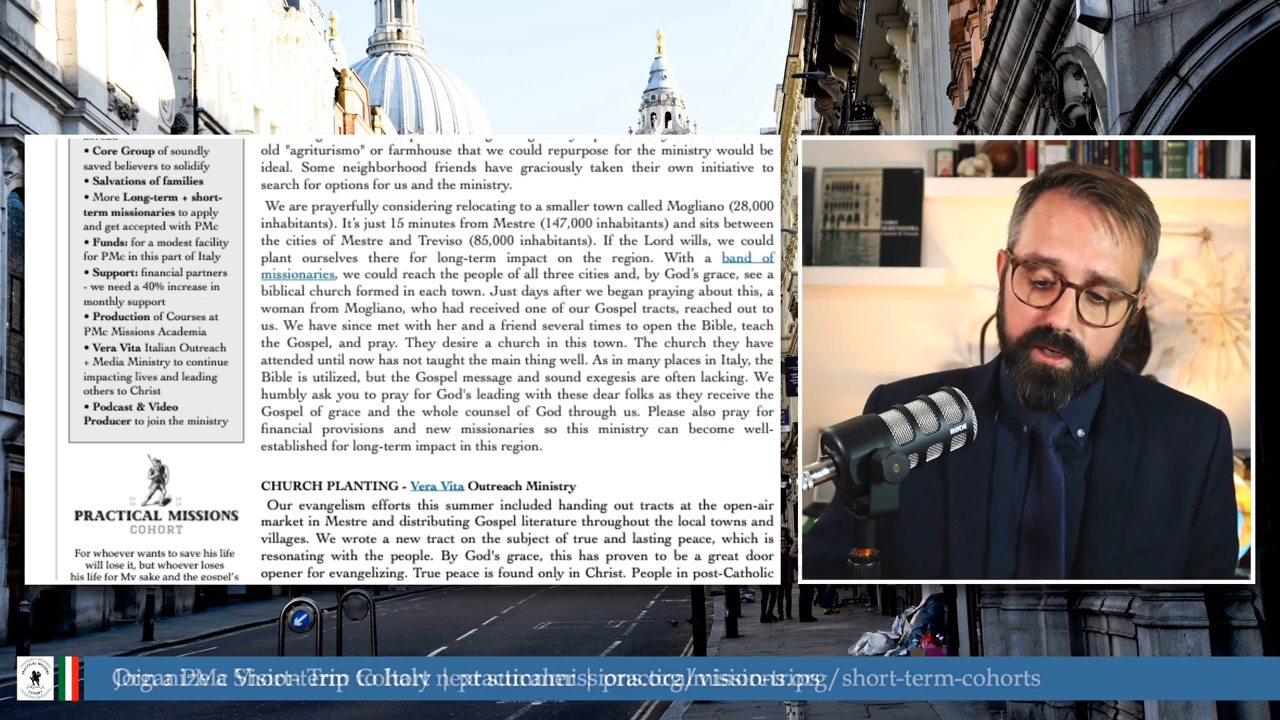 • Core Group of soundly
saved believers to solidify
• Salvations of families
• More Long-term + short-
term missionaries to apply
and get accepted with PMc
• Funds: for a modest facility
for PMc in this part of Italy
• Support: financial partners
- we need a 40% increase in
monthly support
• Production of Courses at
PMc Missions Academia
• Vera Vita Italian Outreach
+ Media Ministry to continue
impacting lives and leading
others to Christ
• Podcast & Video
Producer to join the ministry
PRACTICAL MISSIONS
COHORT
For whoever wants to save his life
will lose it, but whoever loses
his life for My sake and the gospel's
old "agriturismo" or farmhouse that we could repurpose for the ministry would be
ideal. Some neighborhood friends have graciously taken their own initiative to
search for options for us and the ministry.
We are prayerfully considering relocating to a smaller town called Mogliano (28,000
inhabitants). It's just 15 minutes from Mestre (147,000 inhabitants) and sits between
the cities of Mestre and Treviso (85,000 inhabitants). If the Lord wills, we could
plant ourselves there for long-term impact on the region. With a band of
missionaries, we could reach the people of all three cities and, by God's grace, see a
biblical church formed in each town. Just days after we began praying about this, a
woman from Mogliano, who had received one of our Gospel tracts, reached out to
us. We have since met with her and a friend several times to open the Bible, teach
the Gospel, and pray. They desire a church in this town. The church they have
attended until now has not taught the main thing well. As in many places in Italy, the
Bible is utilized, but the Gospel message and sound exegesis are often lacking. We
humbly ask you to pray for God's leading with these dear folks as they receive the
Gospel of grace and the whole counsel of God through us. Please also pray for
financial provisions and new missionaries so this ministry can become well-
established for long-term impact in this region.
CHURCH PLANTING - Vera Vita Outreach Ministry
Our evangelism efforts this summer included handing out tracts at the open-air
market in Mestre and distributing Gospel literature throughout the local towns and
villages. We wrote a new tract on the subject of true and lasting peace, which is
resonating with the people. By God's grace, this has proven to be a great door
opener for evangelizing. True peace is found only in Christ. People in post-Catholic
RØDE
/short-term-cohorts